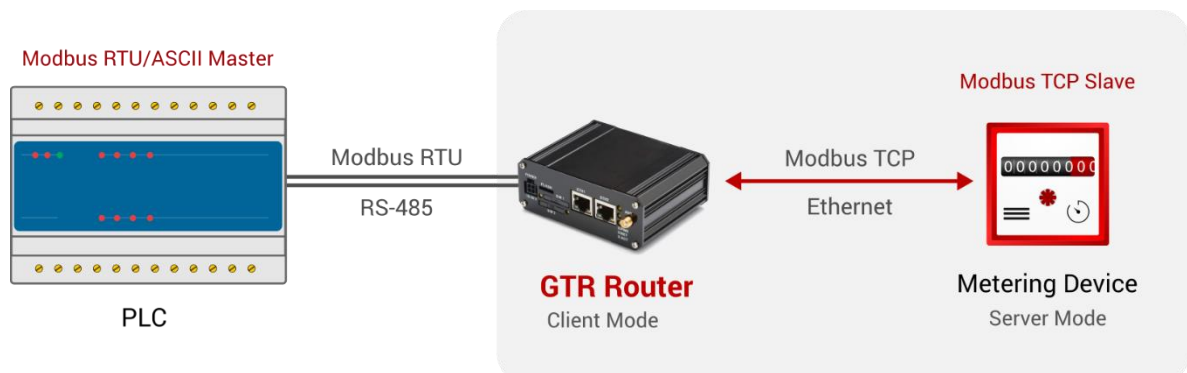 Modbus RTU/ASCII Master
PLC
Modbus RTU
RS-485
GTR Router
Client Mode
Modbus TCP
Ethernet
Modbus TCP Slave
00000000
Metering Device
Server Mode